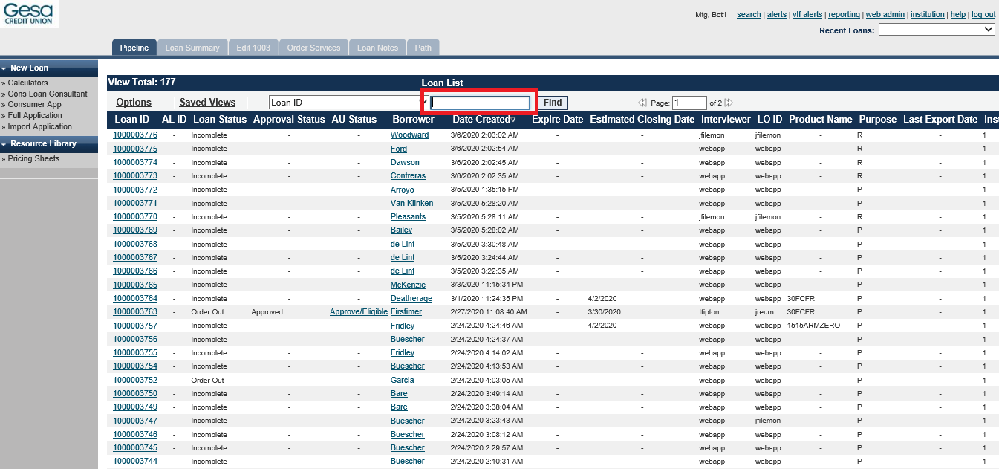 Gesa
CREDIT UNION
Mtg, Bot1 : search | alerts | vlf alerts | reporting | web admin | institution | help | log out
Recent Loans:
Pipeline Loan Summary Edit 1003 Order Services Loan Notes Path
New Loan
» Calculators
» Cons Loan Consultant
» Consumer App
» Full Application
» Import Application
Resource Library
» Pricing Sheets
View Total: 177 Loan List
Options Saved Views Loan ID Find Page: 1 of 2
Loan ID AL ID Loan Status Approval Status AU Status Borrower Date Created Expire Date Estimated Closing Date Interviewer LO ID Product Name Purpose Last Export Date Inst
1000003776 - Incomplete - - Woodward 3/6/2020 2:03:02 AM - - jfilemon jfilemon - R - 1
1000003775 - Incomplete - - Ford 3/6/2020 2:02:54 AM - - webapp webapp - R - 1
1000003774 - Incomplete - - Dawson 3/6/2020 2:02:45 AM - - webapp webapp - R - 1
1000003773 - Incomplete - - Contreras 3/6/2020 2:02:35 AM - - webapp webapp - R - 1
1000003772 - Incomplete - - Arroyo 3/5/2020 1:35:15 PM - - webapp webapp - P - 1
1000003771 - Incomplete - - Van Klinken 3/5/2020 5:28:20 AM - - webapp webapp - P - 1
1000003770 - Incomplete - - Pleasants 3/5/2020 5:28:11 AM - - jfilemon jfilemon - R - 1
1000003769 - Incomplete - - Bailey 3/5/2020 5:28:02 AM - - webapp webapp - P - 1
1000003768 - Incomplete - - de Lint 3/5/2020 3:30:48 AM - - webapp webapp - P - 1
1000003767 - Incomplete - - de Lint 3/5/2020 3:24:44 AM - - webapp webapp - P - 1
1000003766 - Incomplete - - de Lint 3/5/2020 3:22:35 AM - - webapp webapp - P - 1
1000003765 - Incomplete - - McKenzie 3/3/2020 11:15:34 PM - - webapp webapp - P - 1
1000003764 - Incomplete - - Deatherage 3/1/2020 11:24:35 PM - 4/2/2020 webapp webapp 30FCFR P - 1
1000003763 - Order Out Approved Approve/Eligible Firstimer 2/27/2020 11:08:40 AM - 3/30/2020 ttipton jreum 30FCFR P - 1
1000003757 - Incomplete - - Fridley 2/24/2020 4:24:46 AM - 4/2/2020 webapp webapp 1515ARMZERO P - 1
1000003756 - Incomplete - - Buescher 2/24/2020 4:24:37 AM - - webapp webapp - P - 1
1000003755 - Incomplete - - Fridley 2/24/2020 4:14:02 AM - - webapp webapp - P - 1
1000003754 - Incomplete - - Buescher 2/24/2020 4:13:53 AM - - webapp webapp - P - 1
1000003752 - Order Out - - Garcia 2/24/2020 4:03:05 AM - - webapp webapp - P - 1
1000003750 - Incomplete - - Bare 2/24/2020 3:49:14 AM - - webapp webapp - P - 1
1000003749 - Incomplete - - Bare 2/24/2020 3:38:04 AM - - webapp webapp - P - 1
1000003747 - Incomplete - - Buescher 2/24/2020 3:23:43 AM - - webapp jfilemon - P - 1
1000003746 - Incomplete - - Buescher 2/24/2020 3:08:12 AM - - webapp webapp - P - 1
1000003745 - Incomplete - - Buescher 2/24/2020 2:29:57 AM - - webapp webapp - P - 1
1000003744 - Incomplete - - Buescher 2/24/2020 2:10:31 AM - - webapp webapp - P - 1